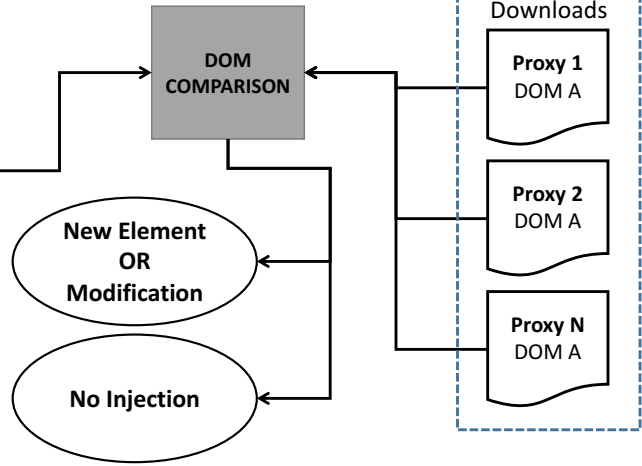 Downloads
DOM
COMPARISON
Proxy 1
DOM A
Proxy 2
DOM A
Proxy N
DOM A
New Element
OR
Modification
No Injection